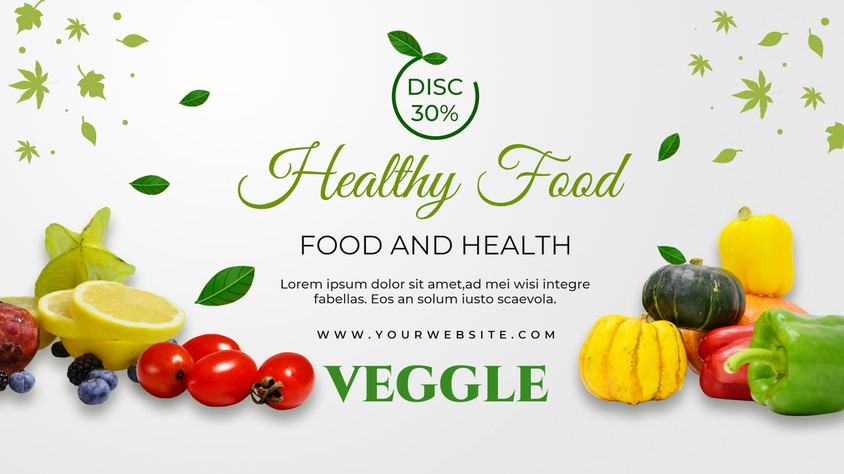 DISC
30%
Healthy Food
FOOD AND HEALTH
Lorem ipsum dolor sit amet,ad mei wisi integre
fabellas. Eos an solum iusto scaevola.
WWW.YOURWEBSITE.COM
VEGGLE